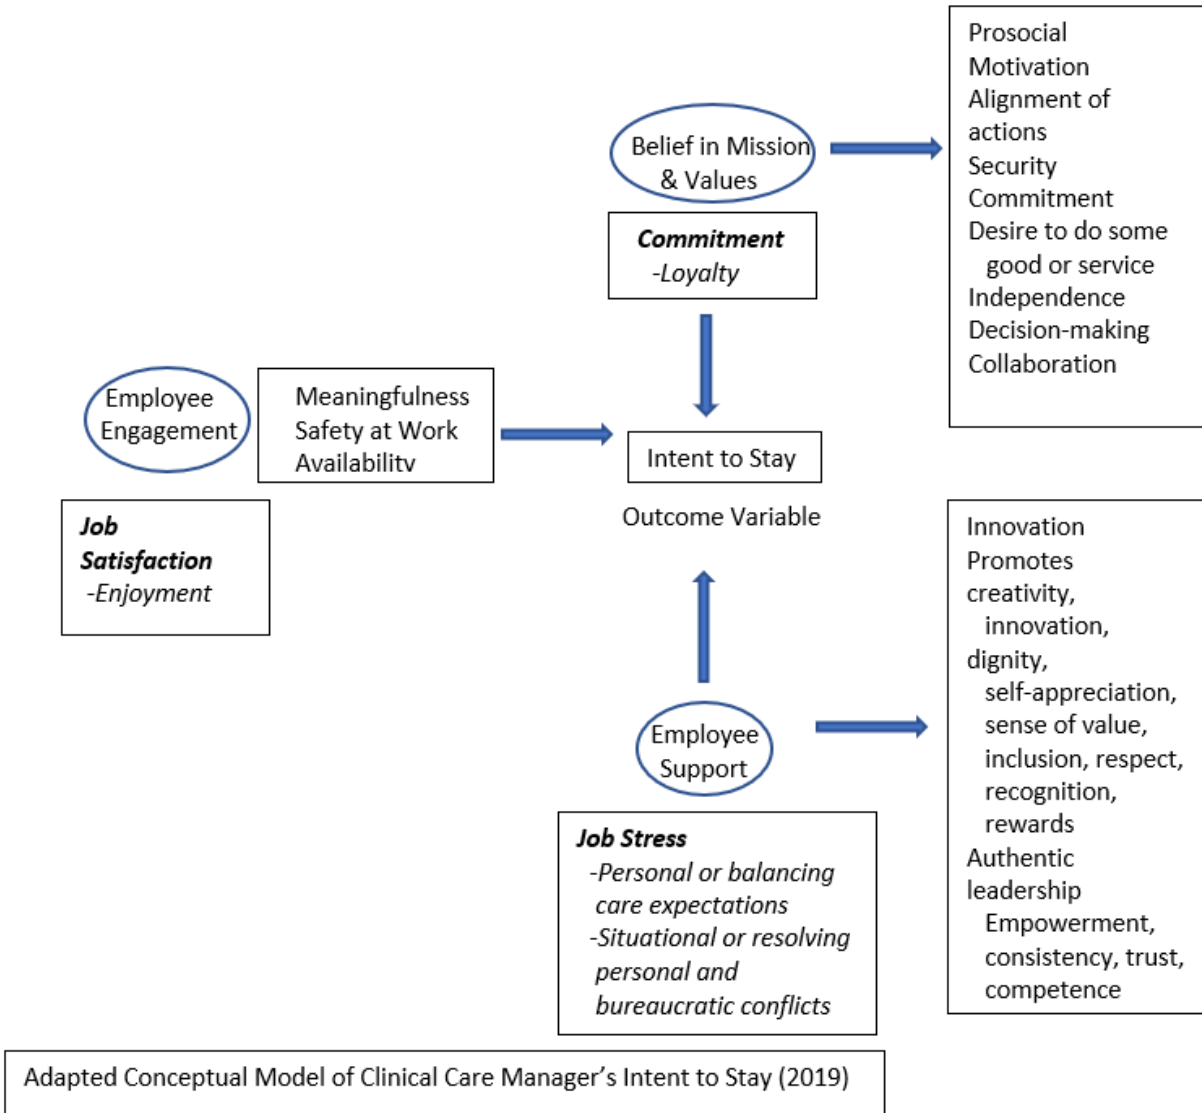 Prosocial
Motivation
Alignment of
actions
Security
Commitment
Desire to do some
good or service
Independence
Decision-making
Collaboration
Belief in Mission
& Values
Commitment
-Loyalty
Employee
Engagement
Meaningfulness
Safety at Work
Availability
Intent to Stay
Outcome Variable
Job
Satisfaction
-Enjoyment
Employee
Support
Job Stress
-Personal or balancing
care expectations
-Situational or resolving
personal and
bureaucratic conflicts
Innovation
Promotes
creativity,
innovation,
dignity,
self-appreciation,
sense of value,
inclusion, respect,
recognition,
rewards
Authentic
leadership
Empowerment,
consistency, trust,
competence
Adapted Conceptual Model of Clinical Care Manager’s Intent to Stay (2019)